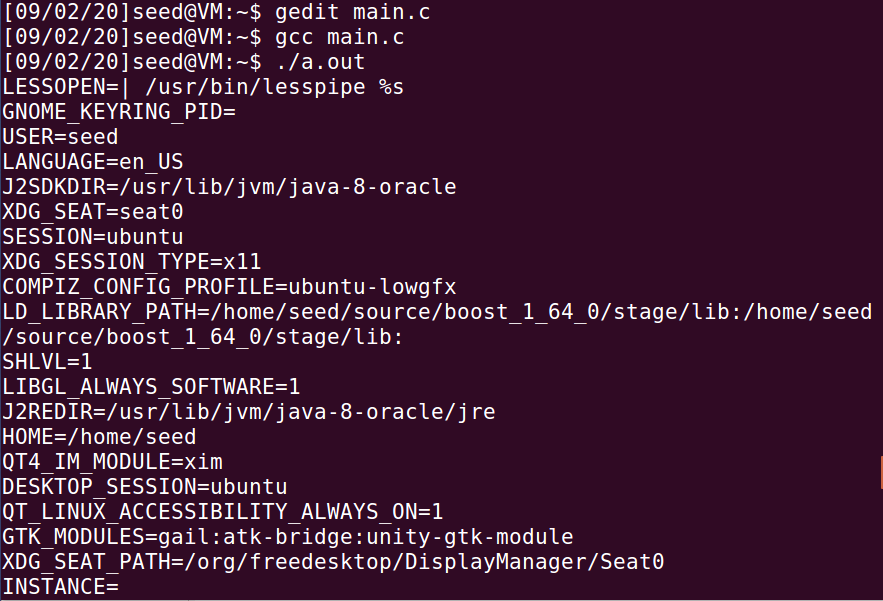 [09/02/20]seed@VM:~$ gedit main.c
[09/02/20]seed@VM:~$ gcc main.c
[09/02/20]seed@VM:~$ ./a.out
LESSOPEN=| /usr/bin/lesspipe %s
GNOME_KEYRING_PID=
USER=seed
LANGUAGE=en_US
J2SDKDIR=/usr/lib/jvm/java-8-oracle
XDG_SEAT=seat0
SESSION=ubuntu
XDG_SESSION_TYPE=x11
COMPIZ_CONFIG_PROFILE=ubuntu-lowgfx
LD_LIBRARY_PATH=/home/seed/source/boost_1_64_0/stage/lib:/home/seed
/source/boost_1_64_0/stage/lib:
SHLVL=1
LIBGL_ALWAYS_SOFTWARE=1
J2REDIR=/usr/lib/jvm/java-8-oracle/jre
HOME=/home/seed
QT4_IM_MODULE=xim
DESKTOP_SESSION=ubuntu
QT_LINUX_ACCESSIBILITY_ALWAYS_ON=1
GTK_MODULES=gail:atk-bridge:unity-gtk-module
XDG_SEAT_PATH=/org/freedesktop/DisplayManager/Seat0
INSTANCE=